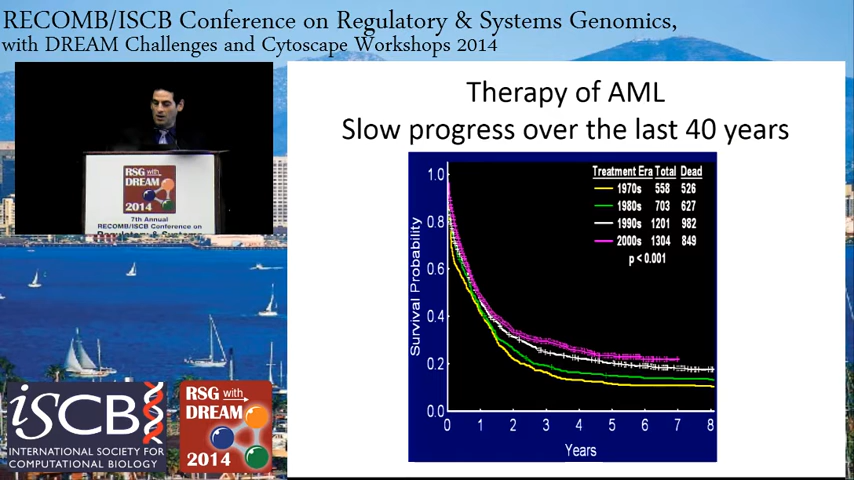 RECOMB/ISCB Conference on Regulatory & Systems Genomics,
with DREAM Challenges and Cytoscape Workshops 2014
RSG with
DREAM
2014
7th Annual
RECOMB/ISCB Conference on
Regulatory & Systems
iSCB
INTERNATIONAL SOCIETY FOR
COMPUTATIONAL BIOLOGY
RSG with
DREAM
2014
Therapy of AML
Slow progress over the last 40 years
Treatment Era Total Dead
1970s 558 526
1980s 703 627
1990s 1201 982
2000s 1304 849
p < 0.001
Survival Probability
1.0
0.8
0.6
0.4
0.2
0.0
0 1 2 3 4 5 6 7 8
Years